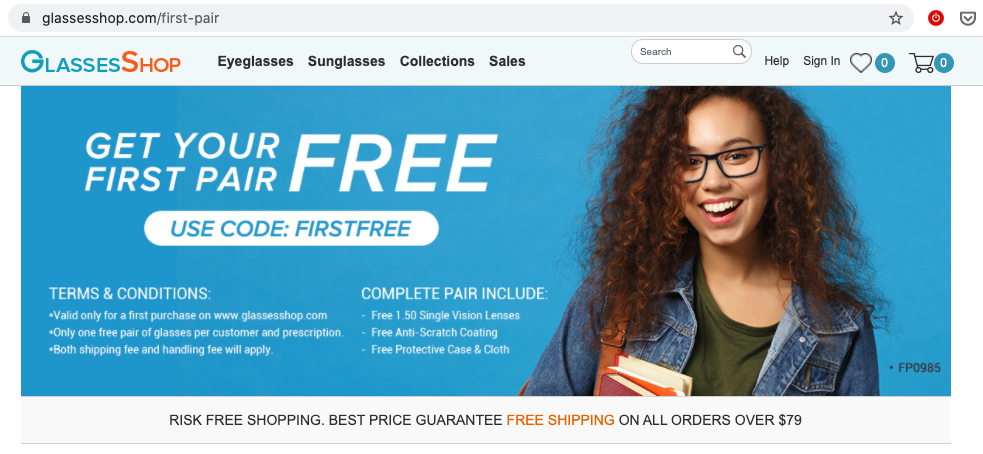 glassesshop.com/first-pair
GLASSESSHOP
Eyeglasses Sunglasses Collections Sales
Search
Help Sign In 0 0
GET YOUR
FIRST PAIR
FREE
USE CODE: FIRSTFREE
TERMS & CONDITIONS:
•Valid only for a first purchase on www.glassesshop.com
•Only one free pair of glasses per customer and prescription.
•Both shipping fee and handling fee will apply.
COMPLETE PAIR INCLUDE:
- Free 1.50 Single Vision Lenses
- Free Anti-Scratch Coating
- Free Protective Case & Cloth
• FP0985
RISK FREE SHOPPING. BEST PRICE GUARANTEE FREE SHIPPING ON ALL ORDERS OVER $79